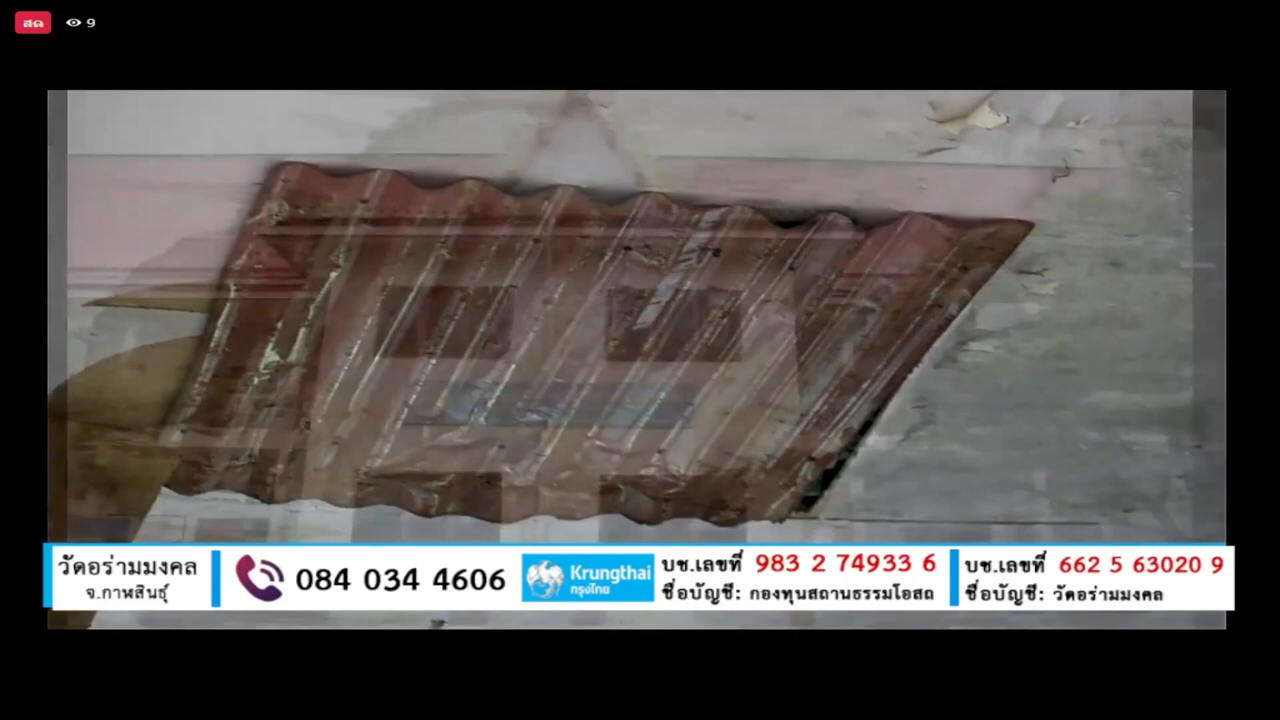 สด 9
วัดอร่ามมงคล
จ.กาฬสินธุ์
084 034 4606
Krungthai
กรุงไทย
บช.เลขที่ 983 2 74933 6
ชื่อบัญชี: กองทุนสถานธรรมโอสถ
บช.เลขที่ 662 5 63020 9
ชื่อบัญชี: วัดอร่ามมงคล